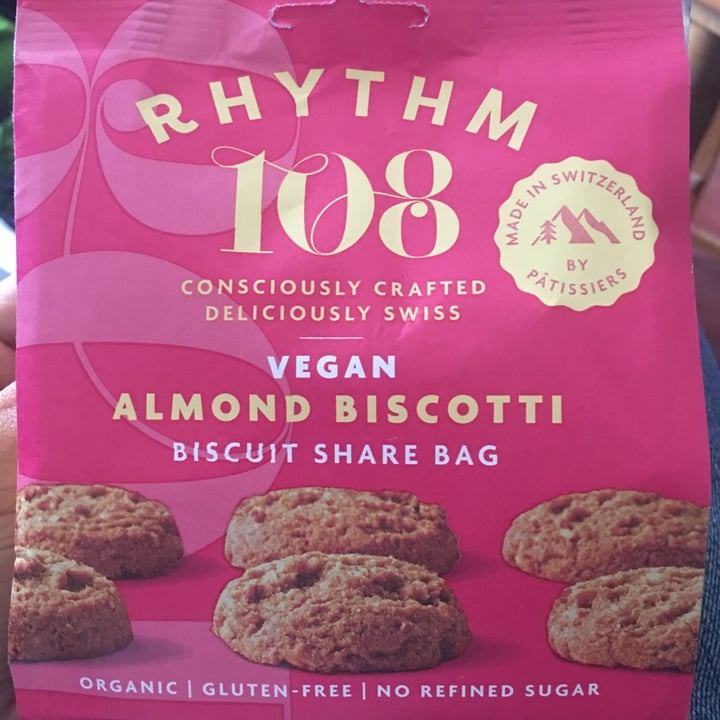 RHYTHM
108
MADE IN SWITZERLAND
BY
PÂTISSIERS
CONSCIOUSLY CRAFTED
DELICIOUSLY SWISS
VEGAN
ALMOND BISCOTTI
BISCUIT SHARE BAG
ORGANIC | GLUTEN-FREE | NO REFINED SUGAR